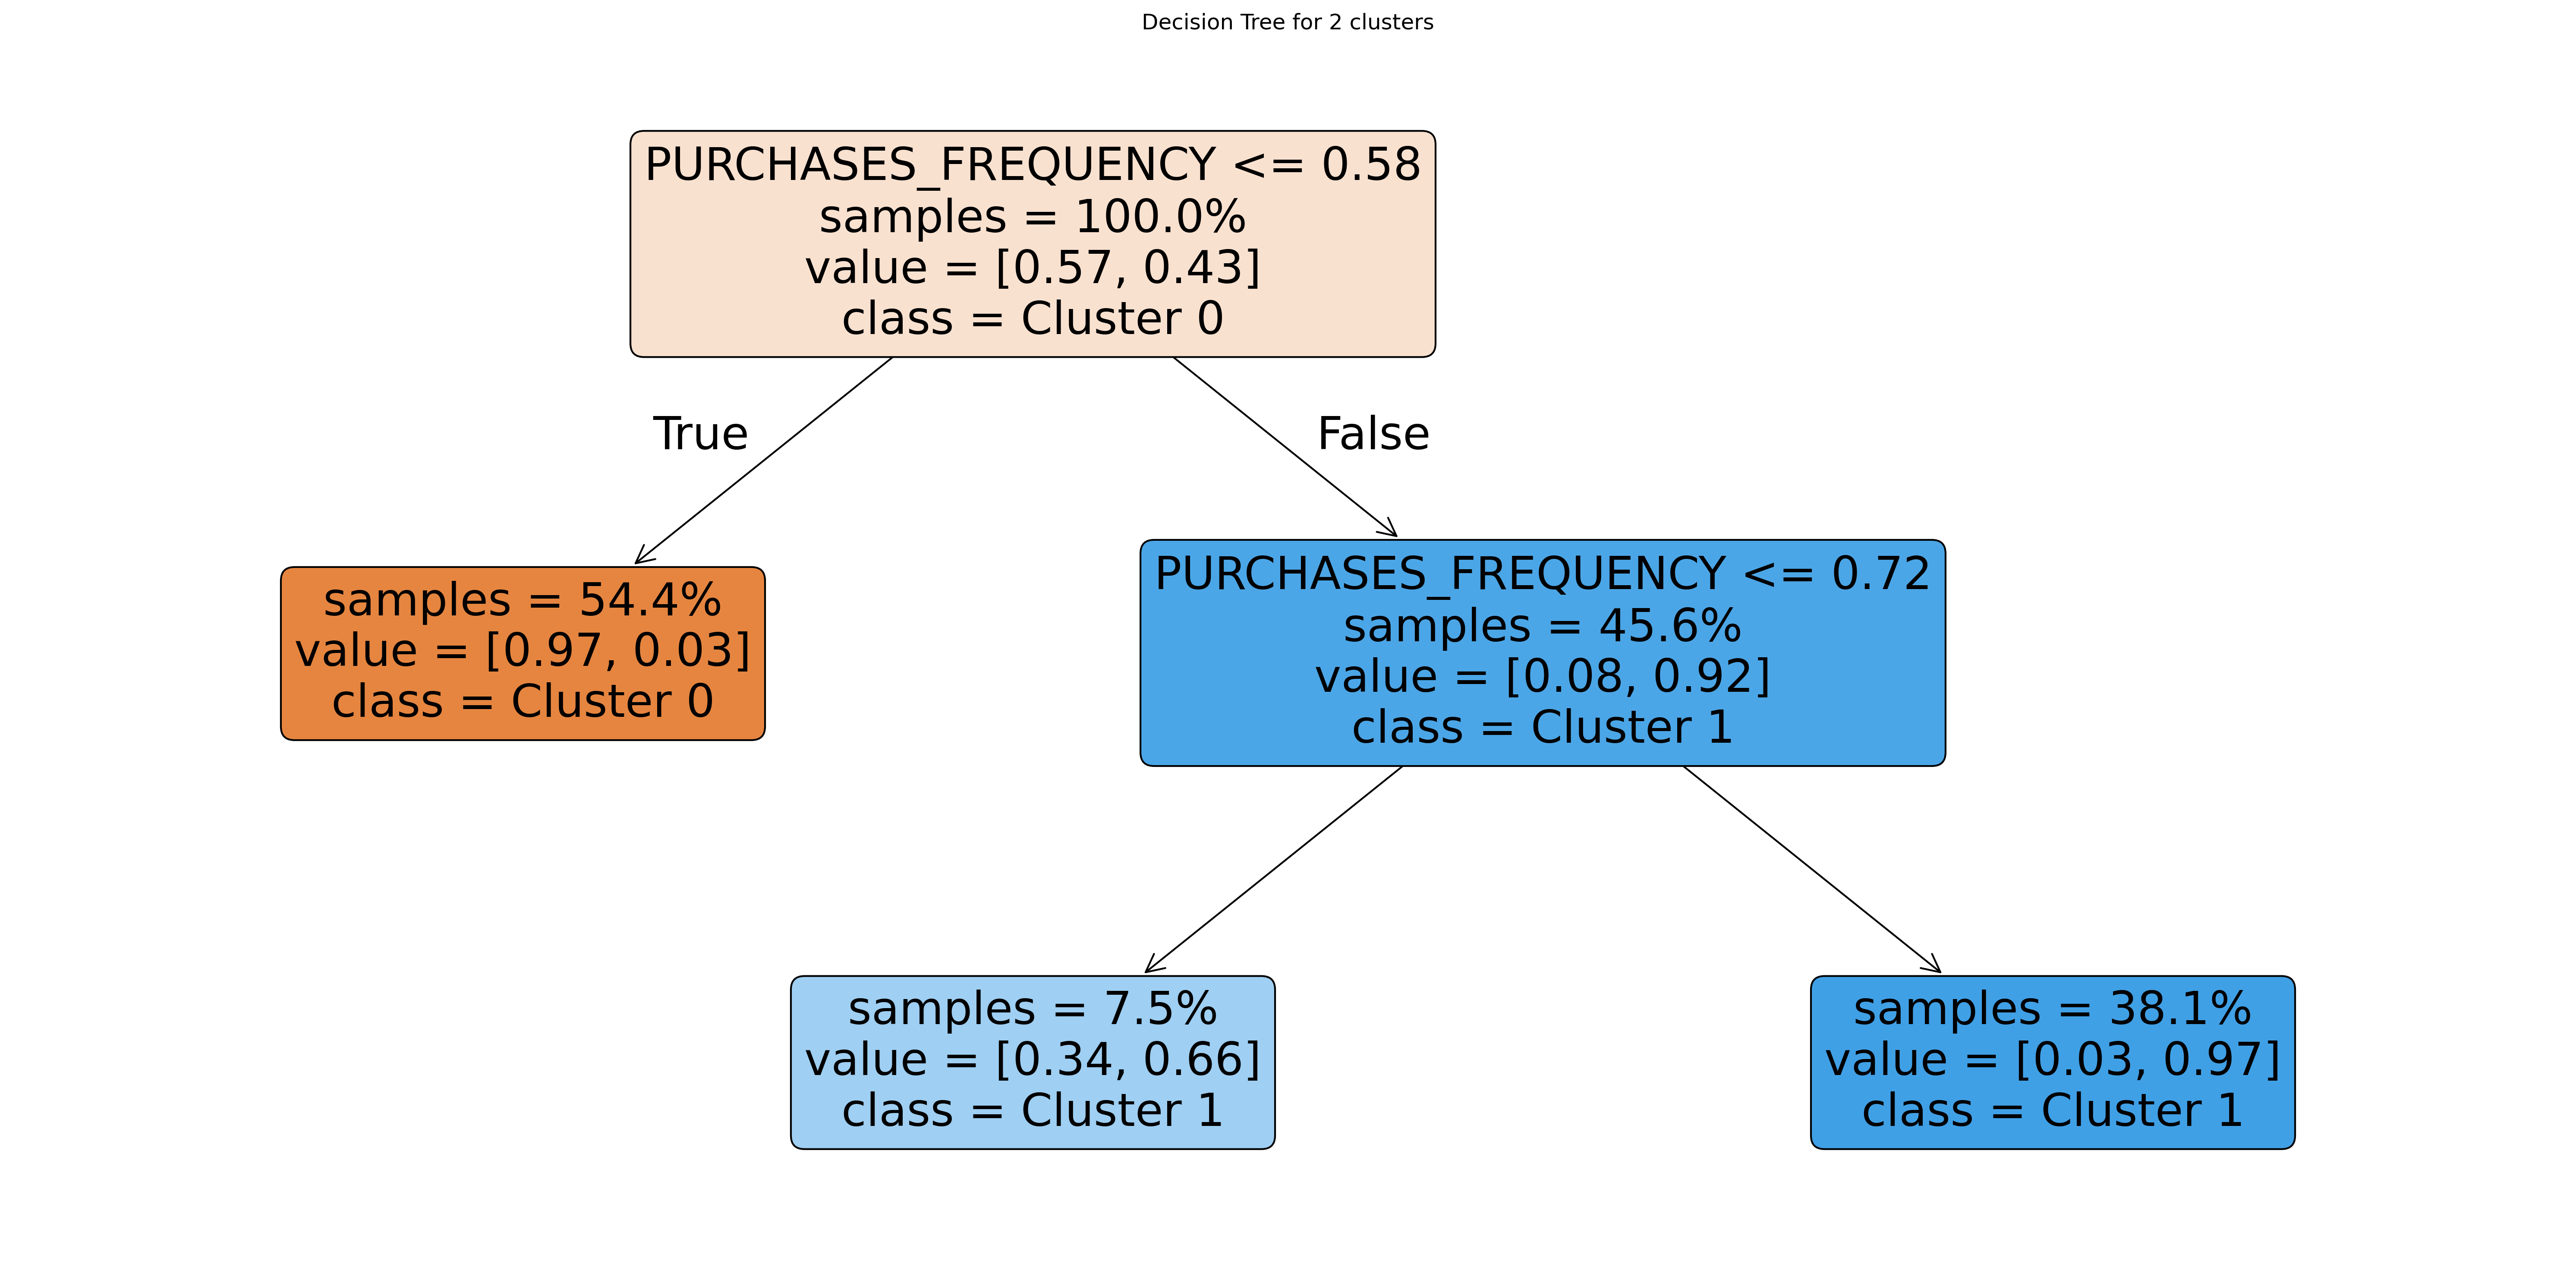 Decision Tree for 2 clusters
PURCHASES_FREQUENCY <= 0.58
samples = 100.0%
value = [0.57, 0.43]
class = Cluster 0
True
False
samples = 54.4%
value = [0.97, 0.03]
class = Cluster 0
PURCHASES_FREQUENCY <= 0.72
samples = 45.6%
value = [0.08, 0.92]
class = Cluster 1
samples = 7.5%
value = [0.34, 0.66]
class = Cluster 1
samples = 38.1%
value = [0.03, 0.97]
class = Cluster 1